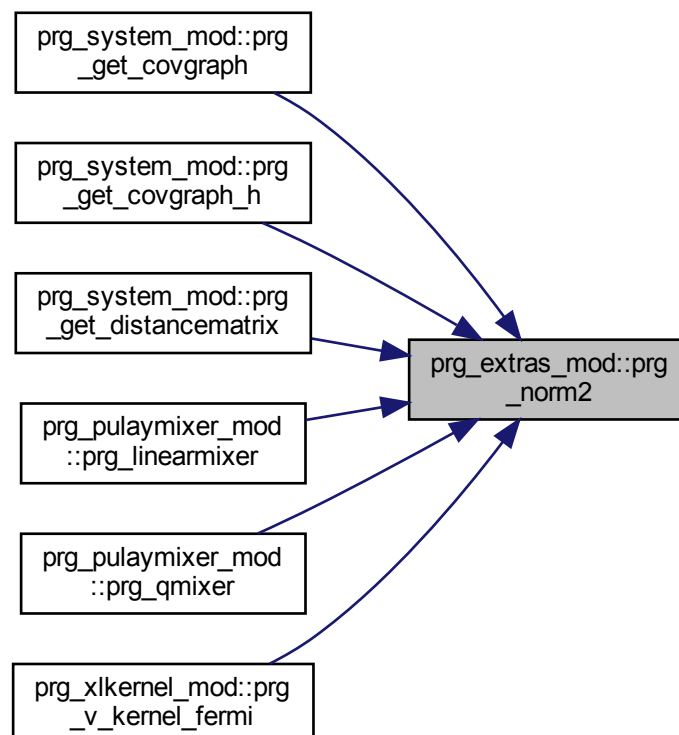 prg_system_mod::prg
_get_covgraph
prg_system_mod::prg
_get_covgraph_h
prg_system_mod::prg
_get_distancematrix
prg_extras_mod::prg
_norm2
prg_pulaymixer_mod
::prg_linearmixer
prg_pulaymixer_mod
::prg_qmixer
prg_xlkernel_mod::prg
_v_kernel_fermi